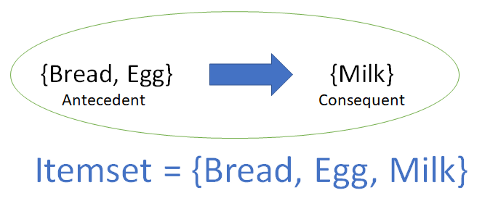 {Bread, Egg} {Milk}
Antecedent Consequent
Itemset = {Bread, Egg, Milk}